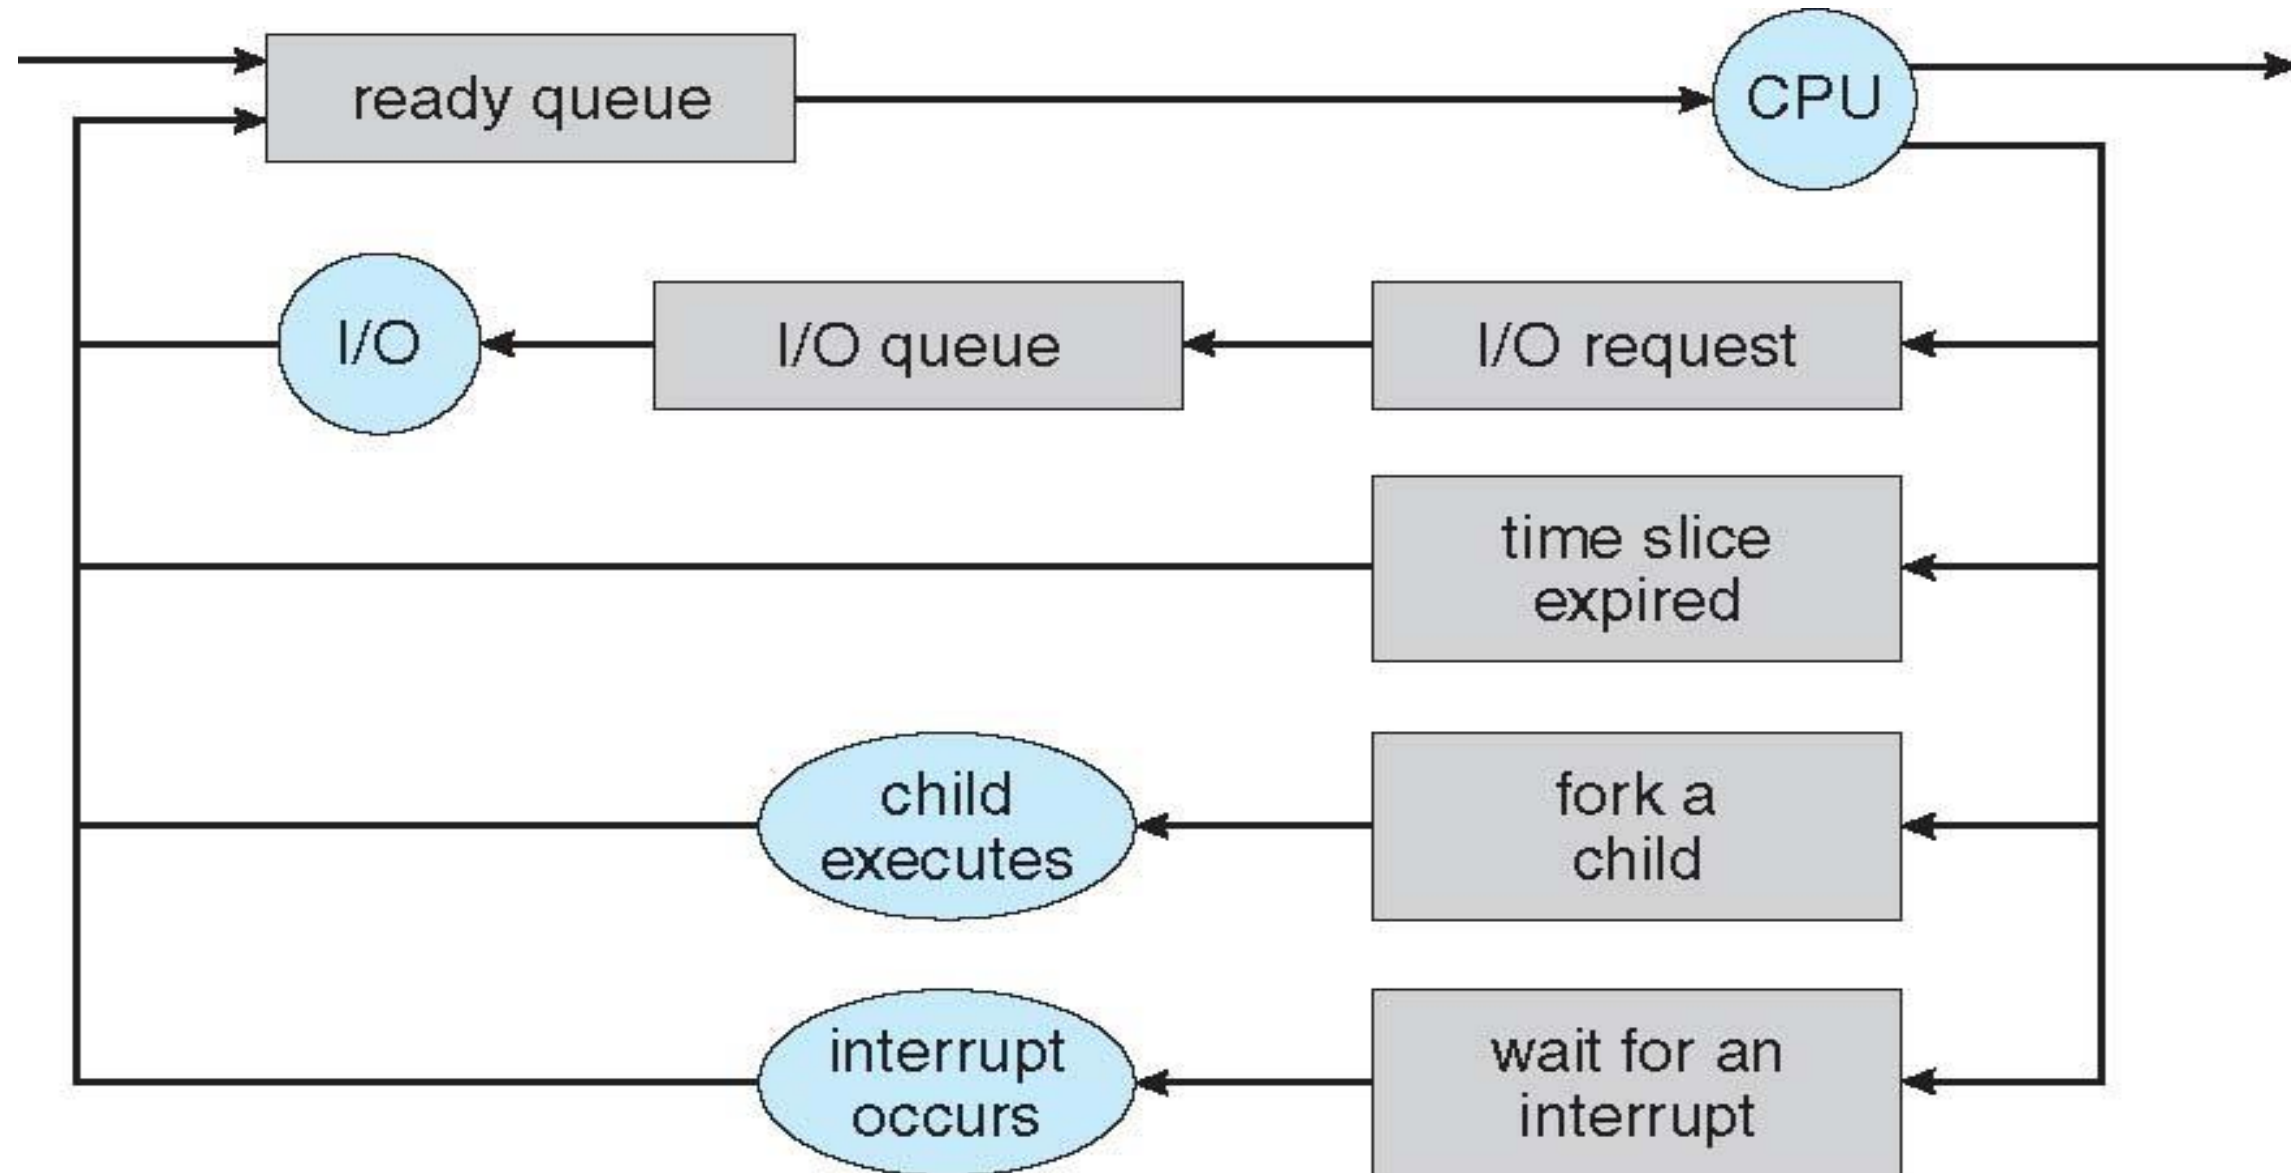 ready queue
CPU
I/O
I/O queue
I/O request
time slice
expired
child
executes
fork a
child
interrupt
occurs
wait for an
interrupt